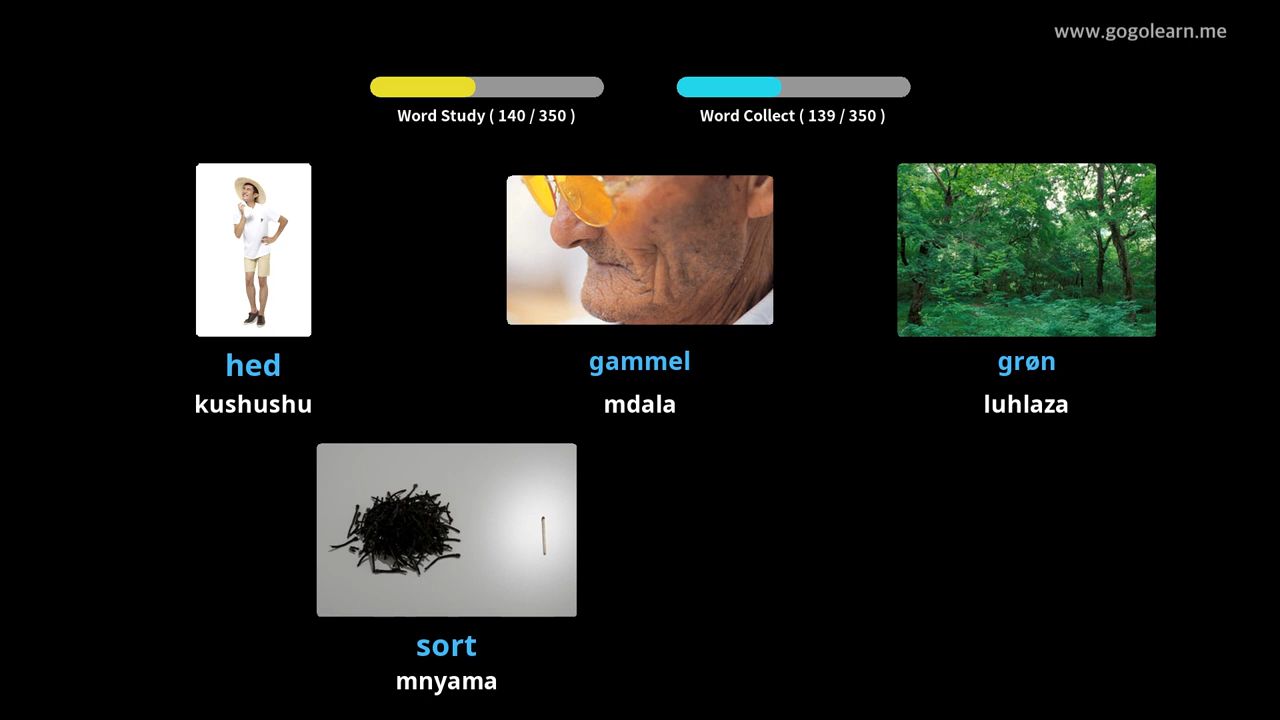 www.gogolearn.me
Word Study ( 140 / 350 )
Word Collect ( 139 / 350 )
hed
kushushu
gammel
mdala
grøn
luhlaza
sort
mnyama